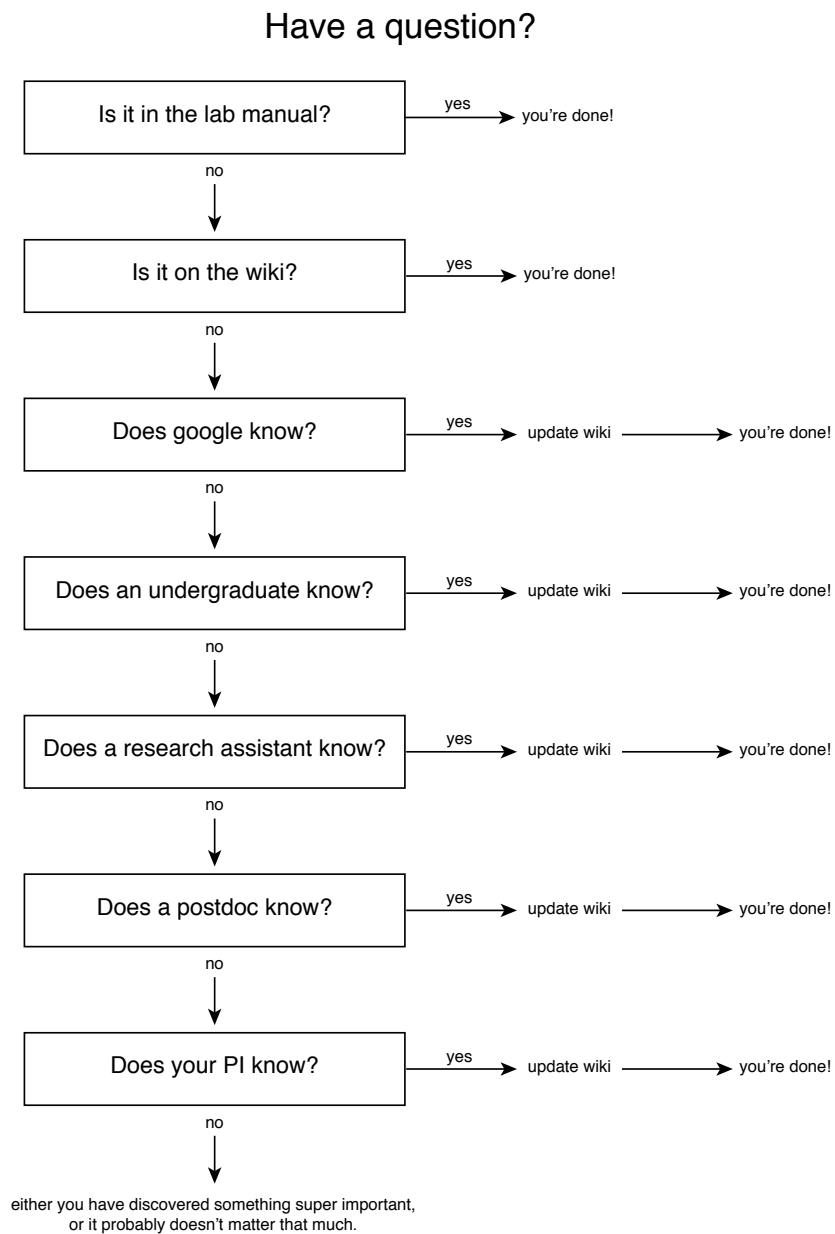 Have a question?
Is it in the lab manual?
yes
you're done!
no
Is it on the wiki?
yes
you're done!
no
Does google know?
yes
update wiki
you're done!
no
Does an undergraduate know?
yes
update wiki
you're done!
no
Does a research assistant know?
yes
update wiki
you're done!
no
Does a postdoc know?
yes
update wiki
you're done!
no
Does your PI know?
yes
update wiki
you're done!
no
either you have discovered something super important,
or it probably doesn't matter that much.